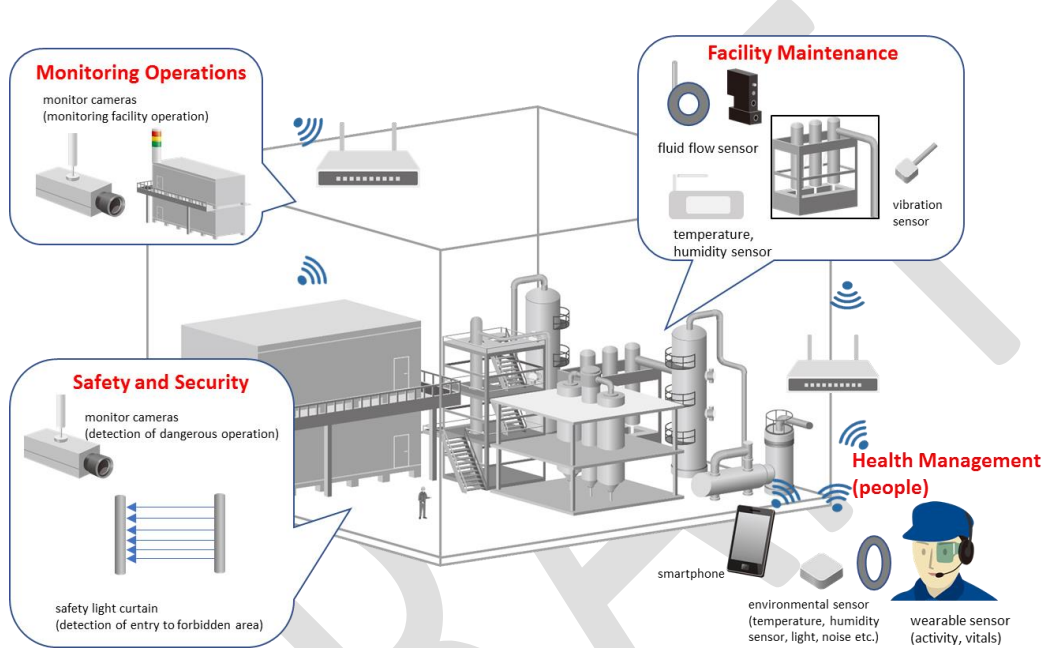 Monitoring Operations
monitor cameras
(monitoring facility operation)
Facility Maintenance
fluid flow sensor
temperature,
humidity sensor
vibration
sensor
Safety and Security
monitor cameras
(detection of dangerous operation)
safety light curtain
(detection of entry to forbidden area)
Health Management
(people)
smartphone
environmental sensor
(temperature, humidity
sensor, light, noise etc.)
wearable sensor
(activity, vitals)